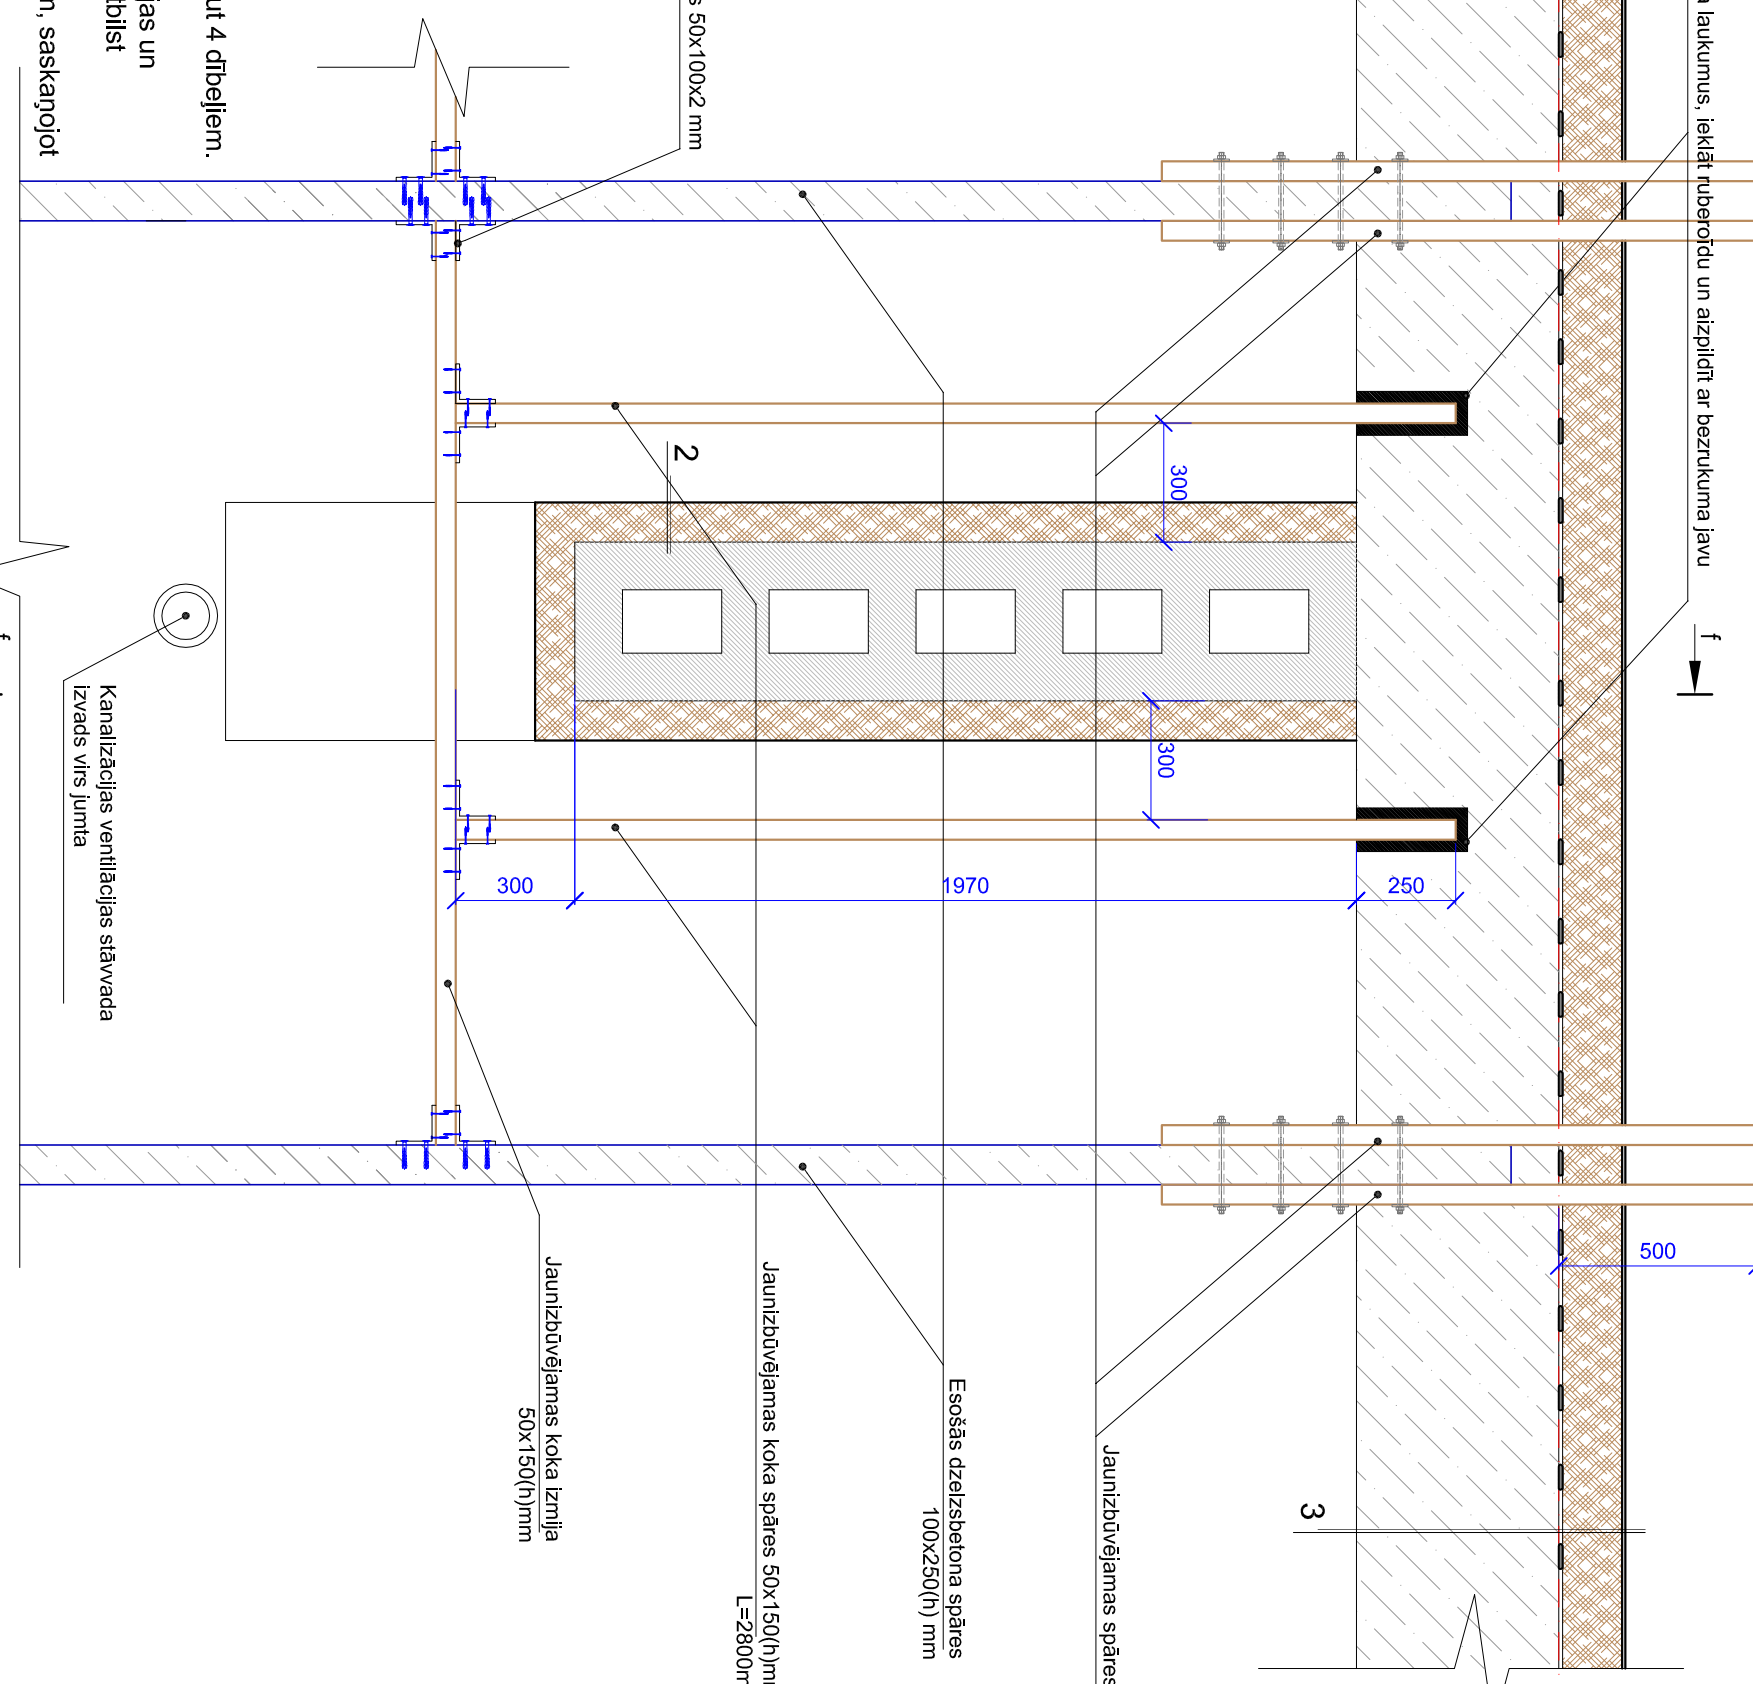 a laukumus, ieklāt ruberoīdu un aizpildīt ar bezrukuma javu
f
s 50x100x2 mm
ut 4 dībeļiem.
jas un
tbilst
n, saskaņojot
2
300
300
300
1970
250
500
3
f
Kanalizācijas ventilācijas stāvvada
izvads virs jumta
Jaunizbūvējamas koka izmija
50x150(h)mm
Jaunizbūvējamas koka spāres 50x150(h)m
L=2800m
Esošās dzelzsbetona spāres
100x250(h) mm
Jaunizbūvējamas spāres